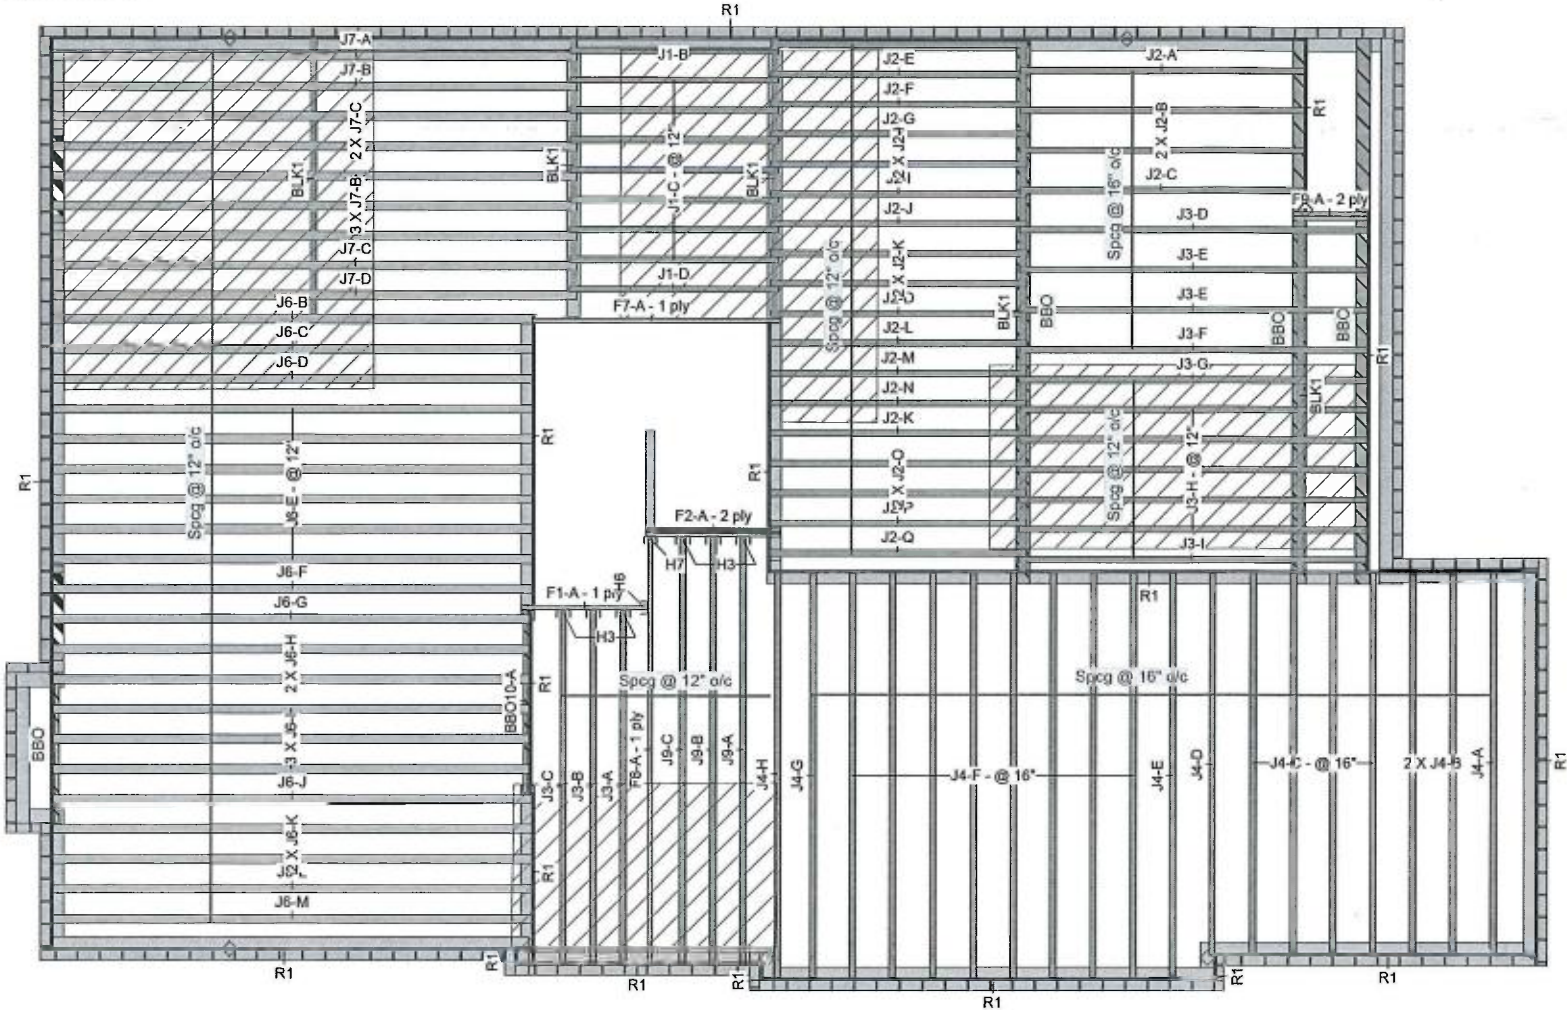 R1
J7-A
J7-B
2 X J7-C
BLK1
3 X J7-B
J7-C
J7-D
BLK1
J1-B
J1-C - @ 12"
BLK1
J1-D
F7-A - 1 ply
J2-E
J2-F
J2-G
J2-J
Spcg @ 12" o/c
J2-L
J2-M
J2-N
J2-K
2 X J2-O
J2-Q
BLK1
BBO
J2-A
2 X J2-B
Spcg @ 16" o/c
J2-C
R1
F9-A - 2 ply
J3-D
J3-E
J3-E
J3-F
J3-G
BBO
BBO
R1
BLK1
Spcg @ 12" o/c
J3-H - @ 12"
J3-I
J6-B
J6-C
J6-D
R1
Spcg @ 12" o/c
J6-E - @ 12"
R1
R1
J6-F
J6-G
2 X J6-H
3 X J6-I
J6-J
2 X J6-K
J6-M
BBO
BBO10-A
R1
R1
F2-A - 2 ply
H7
H3
F1-A - 1 ply
H6
H3
Spcg @ 12" o/c
J3-C
J3-B
J3-A
J9-C
J9-B
J9-A
J4-H
J4-G
R1
Spcg @ 16" o/c
J4-F - @ 16"
J4-E
J4-D
J4-C - @ 16"
2 X J4-B
J4-A
R1
R1
R1
R1
R1
R1
R1
R1